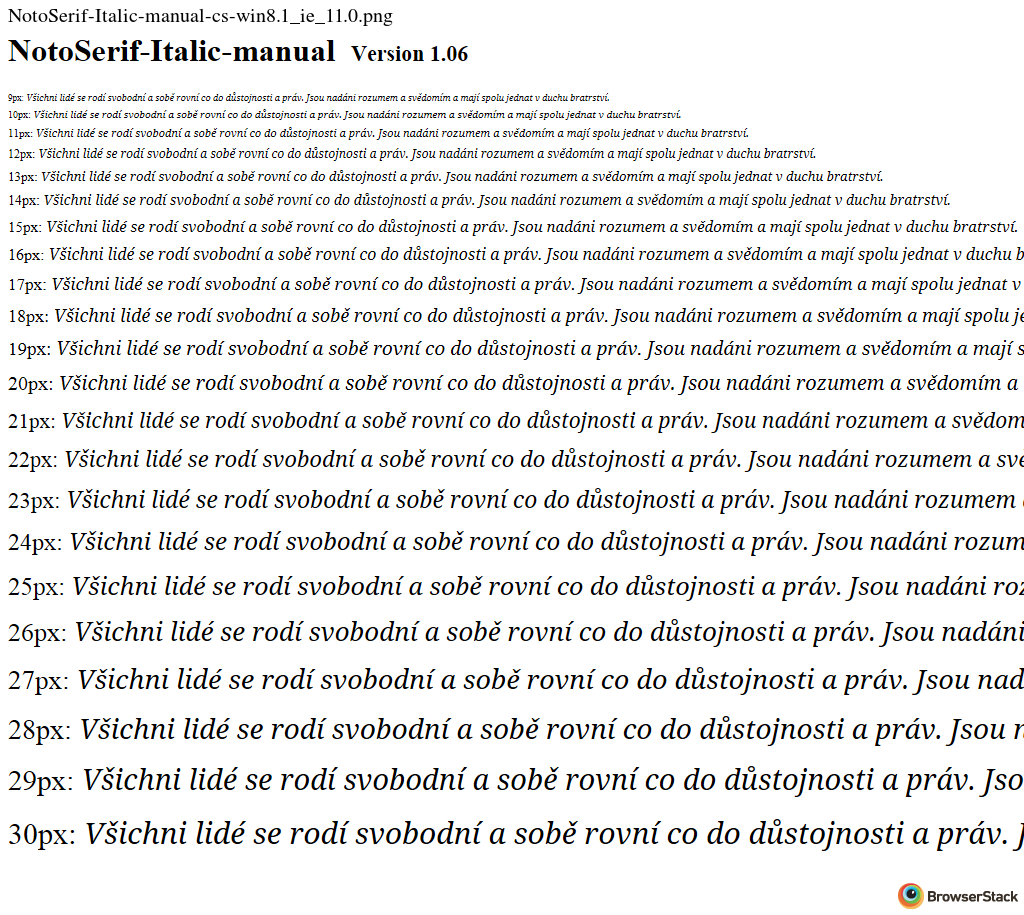 NotoSerif-Italic-manual-cs-win8.1_ie_11.0.png
NotoSerif-Italic-manual Version 1.06
9px: Všichni lidé se rodí svobodní a sobě rovní co do důstojnosti a práv. Jsou nadáni rozumem a svědomím a mají spolu jednat v duchu bratrství.
10px: Všichni lidé se rodí svobodní a sobě rovní co do důstojnosti a práv. Jsou nadáni rozumem a svědomím a mají spolu jednat v duchu bratrství.
11px: Všichni lidé se rodí svobodní a sobě rovní co do důstojnosti a práv. Jsou nadáni rozumem a svědomím a mají spolu jednat v duchu bratrství.
12px: Všichni lidé se rodí svobodní a sobě rovní co do důstojnosti a práv. Jsou nadáni rozumem a svědomím a mají spolu jednat v duchu bratrství.
13px: Všichni lidé se rodí svobodní a sobě rovní co do důstojnosti a práv. Jsou nadáni rozumem a svědomím a mají spolu jednat v duchu bratrství.
14px: Všichni lidé se rodí svobodní a sobě rovní co do důstojnosti a práv. Jsou nadáni rozumem a svědomím a mají spolu jednat v duchu bratrství.
15px: Všichni lidé se rodí svobodní a sobě rovní co do důstojnosti a práv. Jsou nadáni rozumem a svědomím a mají spolu jednat v duchu bratrství.
16px: Všichni lidé se rodí svobodní a sobě rovní co do důstojnosti a práv. Jsou nadáni rozumem a svědomím a mají spolu jednat v duchu b
17px: Všichni lidé se rodí svobodní a sobě rovní co do důstojnosti a práv. Jsou nadáni rozumem a svědomím a mají spolu jednat v
18px: Všichni lidé se rodí svobodní a sobě rovní co do důstojnosti a práv. Jsou nadáni rozumem a svědomím a mají spolu je
19px: Všichni lidé se rodí svobodní a sobě rovní co do důstojnosti a práv. Jsou nadáni rozumem a svědomím a mají s
20px: Všichni lidé se rodí svobodní a sobě rovní co do důstojnosti a práv. Jsou nadáni rozumem a svědomím a
21px: Všichni lidé se rodí svobodní a sobě rovní co do důstojnosti a práv. Jsou nadáni rozumem a svědom
22px: Všichni lidé se rodí svobodní a sobě rovní co do důstojnosti a práv. Jsou nadáni rozumem a sve
23px: Všichni lidé se rodí svobodní a sobě rovní co do důstojnosti a práv. Jsou nadáni rozumem
24px: Všichni lidé se rodí svobodní a sobě rovní co do důstojnosti a práv. Jsou nadáni rozum
25px: Všichni lidé se rodí svobodní a sobě rovní co do důstojnosti a práv. Jsou nadáni roz
26px: Všichni lidé se rodí svobodní a sobě rovní co do důstojnosti a práv. Jsou nadáni
27px: Všichni lidé se rodí svobodní a sobě rovní co do důstojnosti a práv. Jsou nad
28px: Všichni lidé se rodí svobodní a sobě rovní co do důstojnosti a práv. Jsou n
29px: Všichni lidé se rodí svobodní a sobě rovní co do důstojnosti a práv. Jso
30px: Všichni lidé se rodí svobodní a sobě rovní co do důstojnosti a práv. J
BrowserStack